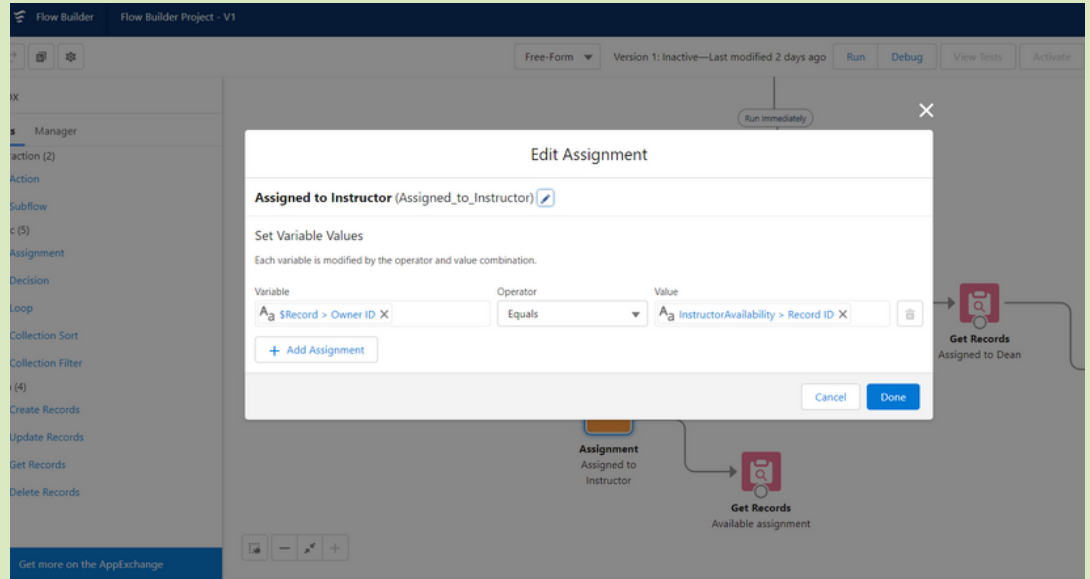 Flow Builder
Flow Builder Project - V1
Free-Form
Version 1: Inactive—Last modified 2 days ago
Run
Debug
View Tests
Activate
Manager
(2)
Action
Subflow
(5)
Assignment
Decision
Loop
Collection Sort
Collection Filter
(4)
Create Records
Update Records
Get Records
Delete Records
Get more on the AppExchange
Run Immediately
Edit Assignment
Assigned to Instructor (Assigned_to_Instructor)
Set Variable Values
Each variable is modified by the operator and value combination.
Variable
Operator
Value
Aa $Record > Owner ID
Equals
Aa InstructorAvailability > Record ID
+ Add Assignment
Cancel
Done
Get Records
Assigned to Dean
Assignment
Assigned to
Instructor
Get Records
Available assignment